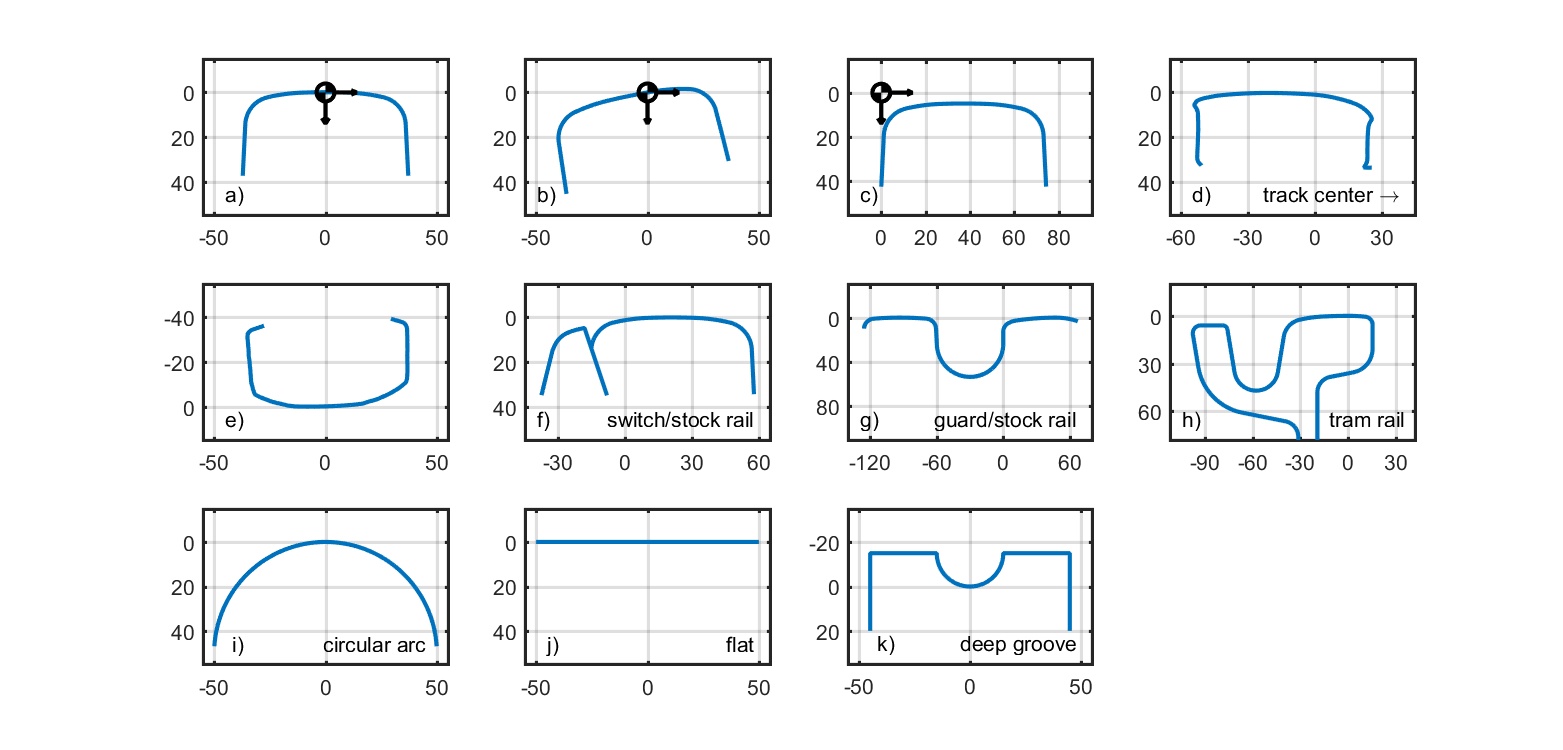 0
20
40
a)
-50 0 50
0
20
40
b)
-50 0 50
0
20
40
c)
0 20 40 60 80
0
20
40
d) track center →
-60 -30 0 30
-40
-20
0
e)
-50 0 50
0
20
40
f) switch/stock rail
-30 0 30 60
0
40
80
g) guard/stock rail
-120 -60 0 60
0
30
60
h) tram rail
-90 -60 -30 0 30
0
20
40
i) circular arc
-50 0 50
0
20
40
j) flat
-50 0 50
-20
0
20
k) deep groove
-50 0 50